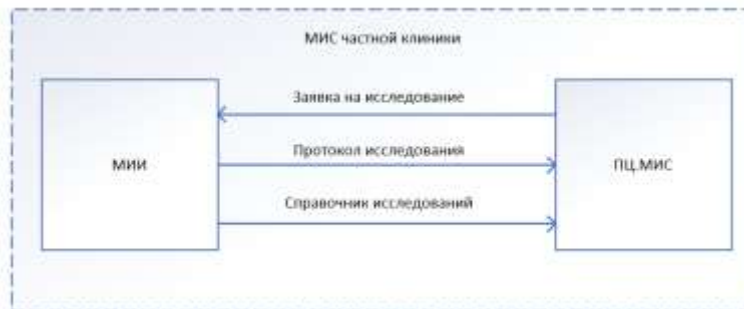 МИС частной клиники
Заявка на исследование
Протокол исследования
МИИ
ПЦ.МИС
Справочник исследований